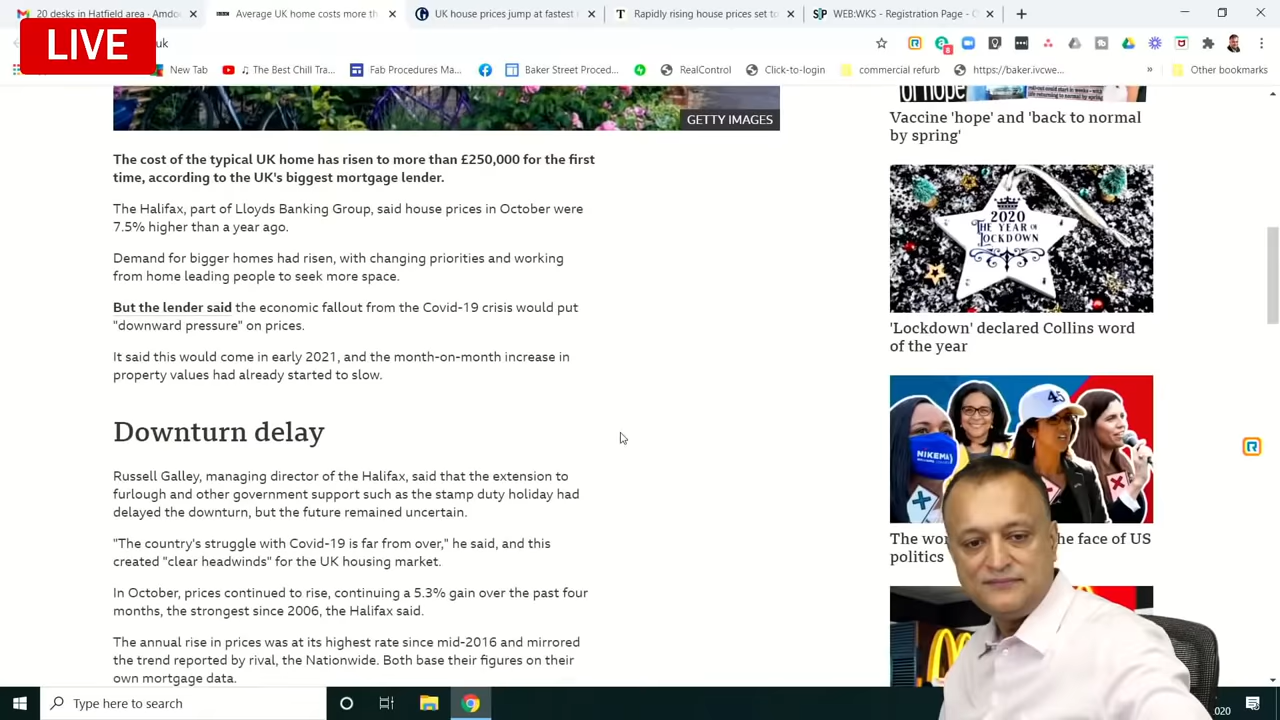 20 desks in Hatfield Area - Amdo
Average UK home costs more th
UK house prices jump at fastest
Rapidly rising house prices set to
WEB:WKS - Registration Page - C
LIVE
uk
8
New Tab
♫ The Best Chill Tra...
Fab Procedures Ma...
Baker Street Proced...
RealControl
Click-to-login
commercial refurb
https://baker.ivcwe...
»
Other bookmarks
GETTY IMAGES
The cost of the typical UK home has risen to more than £250,000 for the first
time, according to the UK's biggest mortgage lender.
The Halifax, part of Lloyds Banking Group, said house prices in October were
7.5% higher than a year ago.
Demand for bigger homes had risen, with changing priorities and working
from home leading people to seek more space.
But the lender said the economic fallout from the Covid-19 crisis would put
"downward pressure" on prices.
It said this would come in early 2021, and the month-on-month increase in
property values had already started to slow.
Downturn delay
Russell Galley, managing director of the Halifax, said that the extension to
furlough and other government support such as the stamp duty holiday had
delayed the downturn, but the future remained uncertain.
"The country's struggle with Covid-19 is far from over," he said, and this
created "clear headwinds" for the UK housing market.
In October, prices continued to rise, continuing a 5.3% gain over the past four
months, the strongest since 2006, the Halifax said.
The annual rise in prices was at its highest rate since mid-2016 and mirrored
the trend reported by rival, the Nationwide. Both base their figures on their
own mortgage data.
of hope
Vaccine 'hope' and 'back to normal
by spring'
2020
THE YEAR OF
LOCKDOWN
'Lockdown' declared Collins word
of the year
45
NIKEMA
The he face of US
politics
Type here to search
020